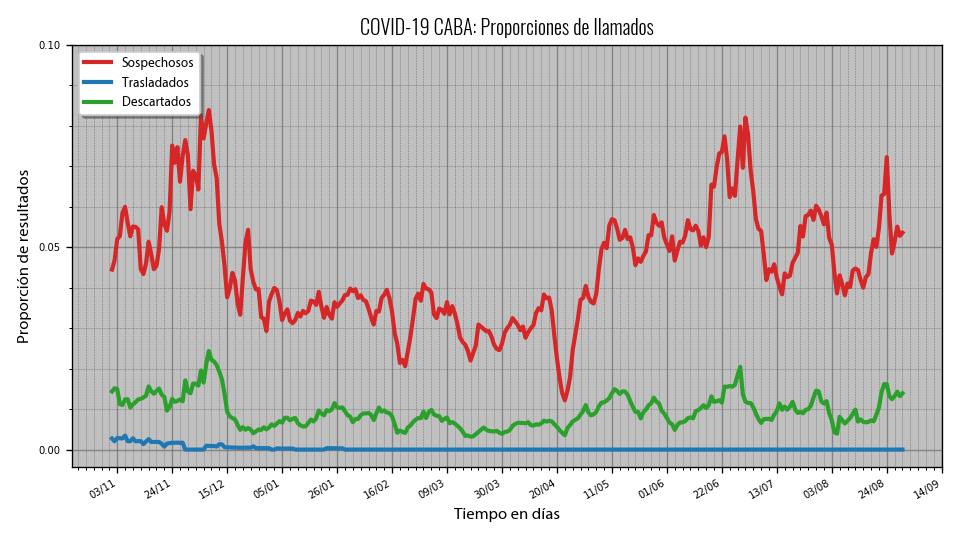 COVID-19 CABA: Proporciones de llamados
Sospechosos
Trasladados
Descartados
Proporción de resultados
0.10
0.05
0.00
03/11 24/11 15/12 05/01 26/01 16/02 09/03 30/03 20/04 11/05 01/06 22/06 13/07 03/08 24/08 14/09
Tiempo en días